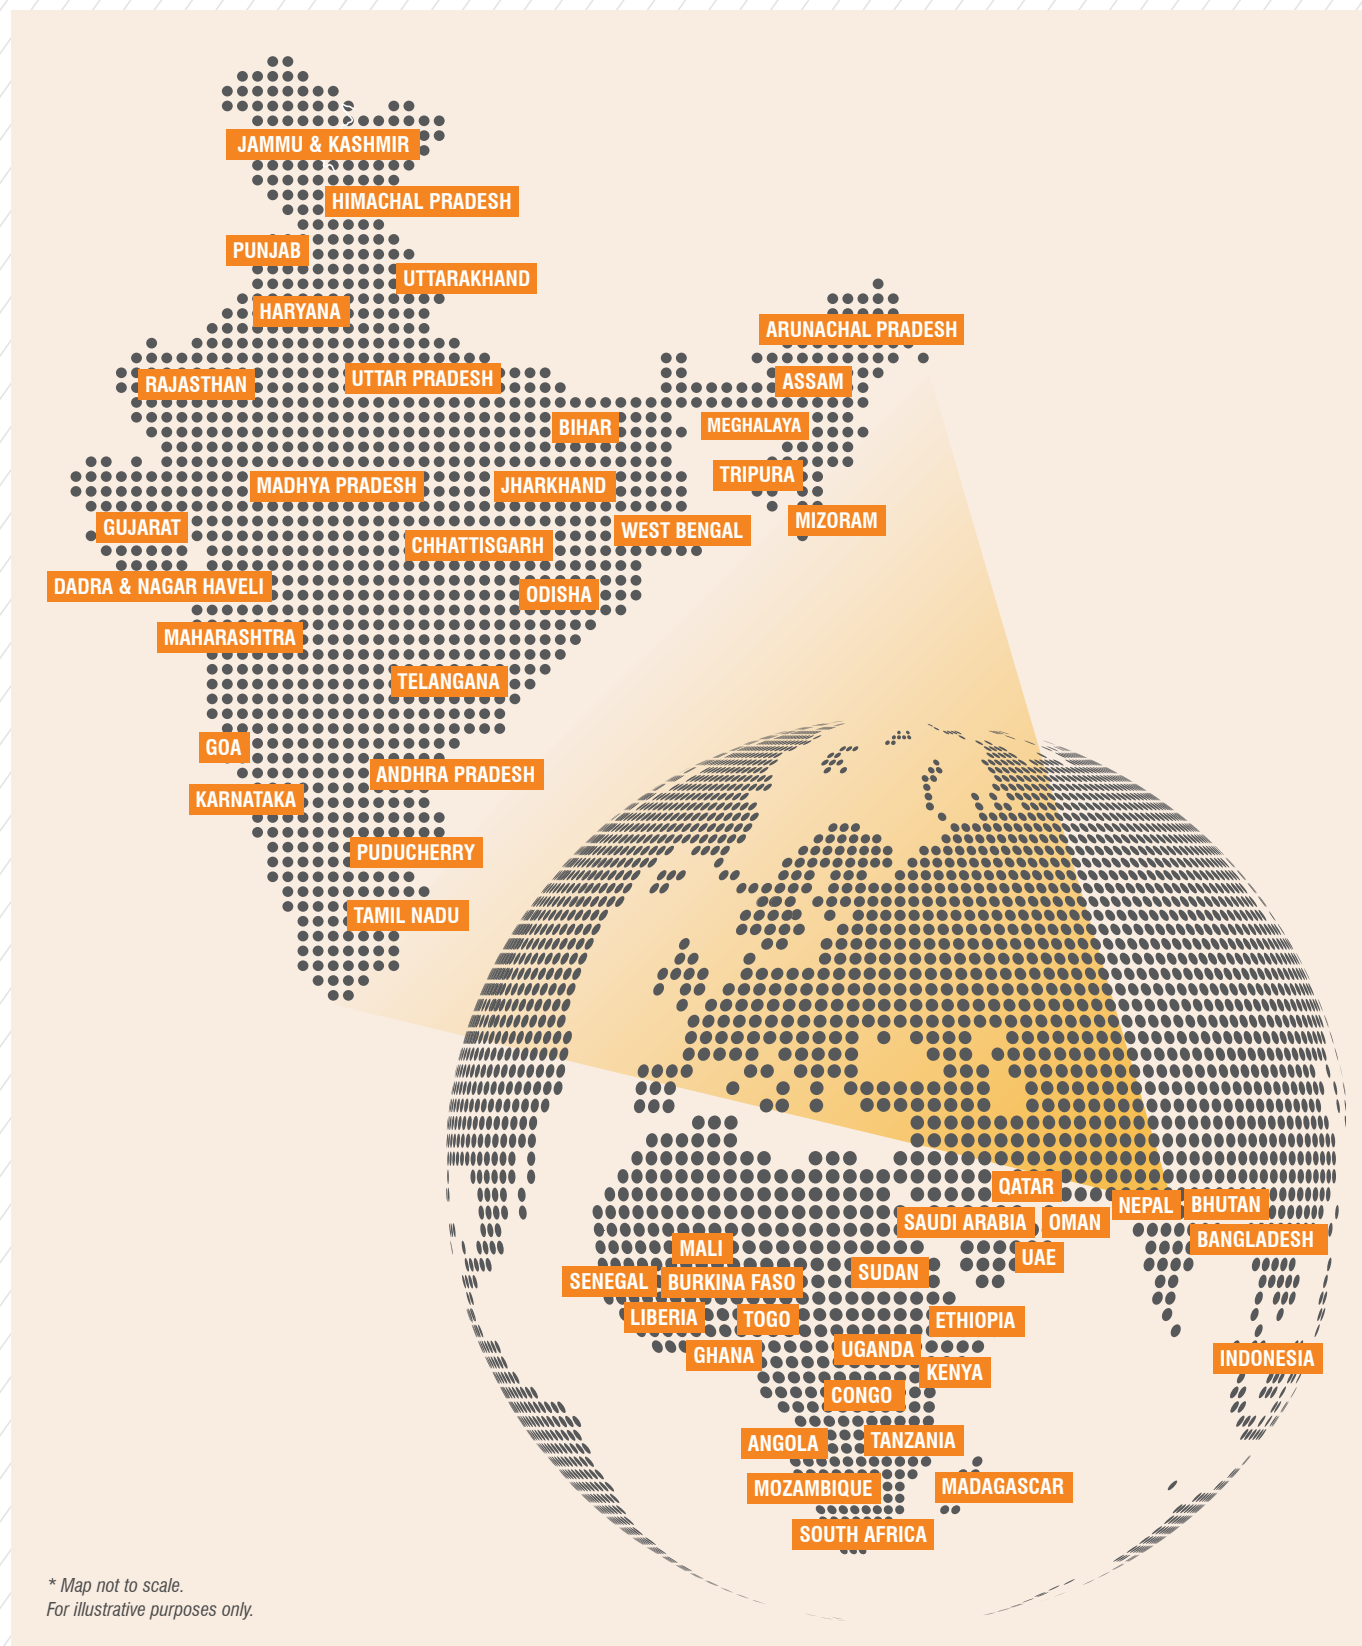 JAMMU & KASHMIR
HIMACHAL PRADESH
PUNJAB
UTTARAKHAND
HARYANA
ARUNACHAL PRADESH
RAJASTHAN
UTTAR PRADESH
ASSAM
BIHAR
MEGHALAYA
MADHYA PRADESH
JHARKHAND
TRIPURA
GUJARAT
WEST BENGAL
MIZORAM
CHHATTISGARH
DADRA & NAGAR HAVELI
ODISHA
MAHARASHTRA
TELANGANA
GOA
ANDHRA PRADESH
KARNATAKA
PUDUCHERRY
TAMIL NADU
QATAR
NEPAL
BHUTAN
SAUDI ARABIA
OMAN
BANGLADESH
MALI
UAE
SENEGAL
BURKINA FASO
SUDAN
LIBERIA
TOGO
ETHIOPIA
GHANA
UGANDA
INDONESIA
KENYA
CONGO
ANGOLA
TANZANIA
MOZAMBIQUE
MADAGASCAR
SOUTH AFRICA
* Map not to scale.
For illustrative purposes only.